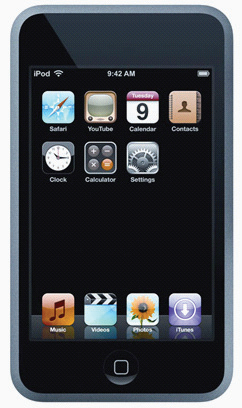 iPod 9:42 AM
Tuesday
9
Safari YouTube Calendar Contacts
Clock Calculator Settings
Music Videos Photos iTunes